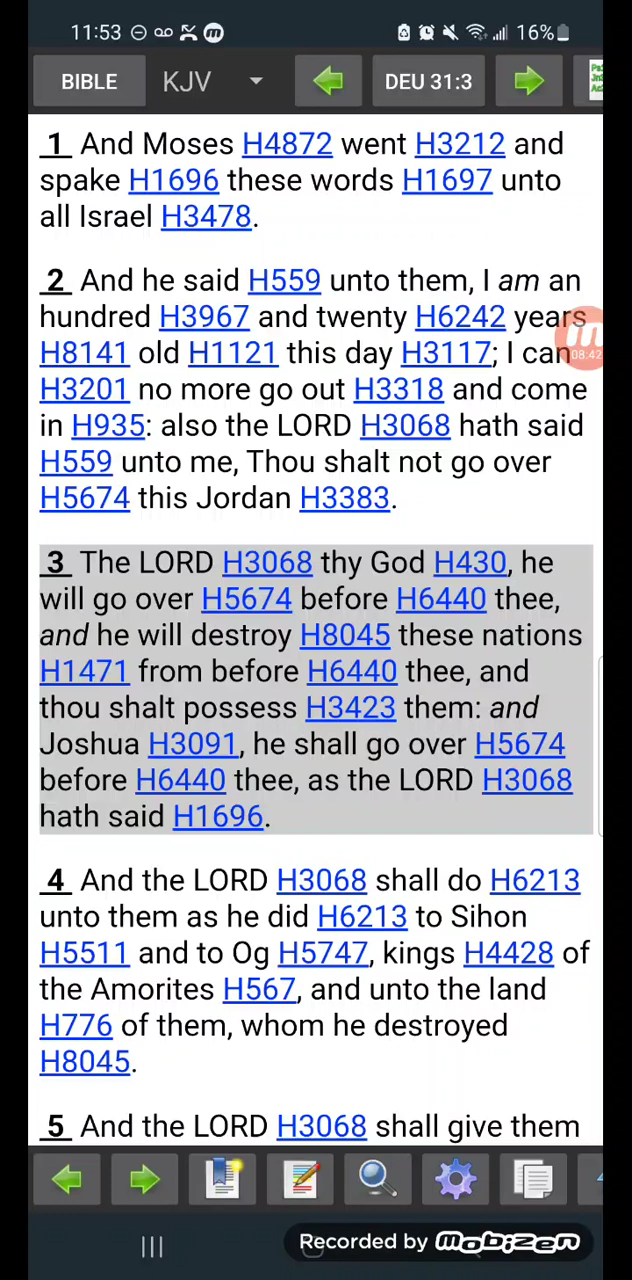 11:53 16%
BIBLE KJV DEU 31:3
1 And Moses H4872 went H3212 and
spake H1696 these words H1697 unto
all Israel H3478.
2 And he said H559 unto them, I am an
hundred H3967 and twenty H6242 years
H8141 old H1121 this day H3117; I can
08:42
H3201 no more go out H3318 and come
in H935: also the LORD H3068 hath said
H559 unto me, Thou shalt not go over
H5674 this Jordan H3383.
3 The LORD H3068 thy God H430, he
will go over H5674 before H6440 thee,
and he will destroy H8045 these nations
H1471 from before H6440 thee, and
thou shalt possess H3423 them: and
Joshua H3091, he shall go over H5674
before H6440 thee, as the LORD H3068
hath said H1696.
4 And the LORD H3068 shall do H6213
unto them as he did H6213 to Sihon
H5511 and to Og H5747, kings H4428 of
the Amorites H567, and unto the land
H776 of them, whom he destroyed
H8045.
5 And the LORD H3068 shall give them
Recorded by Mobizen